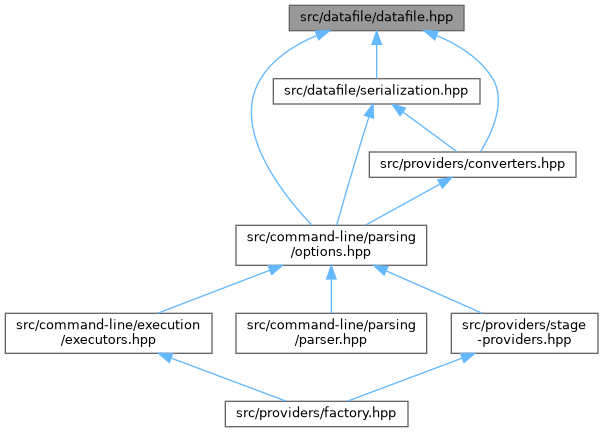 src/datafile/datafile.hpp
src/datafile/serialization.hpp
src/providers/converters.hpp
src/command-line/parsing
/options.hpp
src/command-line/execution
/executors.hpp
src/command-line/parsing
/parser.hpp
src/providers/stage
-providers.hpp
src/providers/factory.hpp